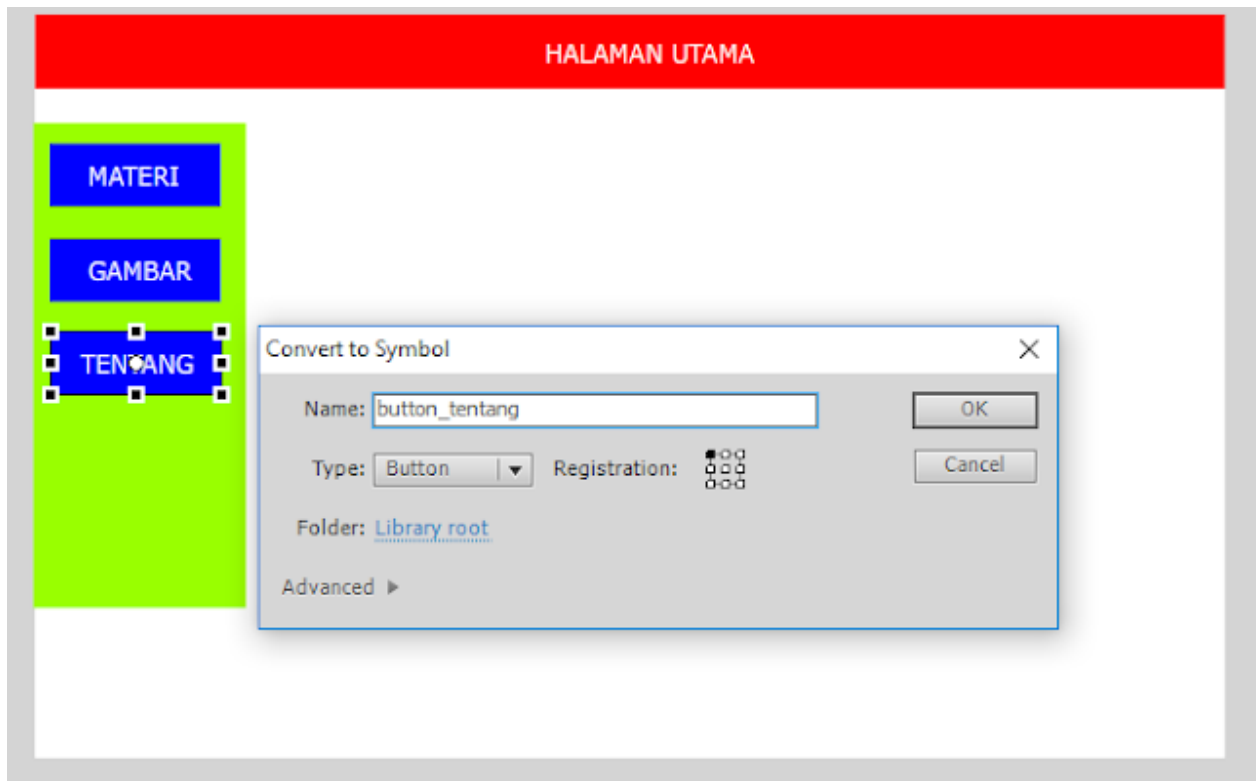 HALAMAN UTAMA
MATERI
GAMBAR
TENTANG
Convert to Symbol
Name: button_tentang
OK
Type: Button
Registration:
Cancel
Folder: Library root
Advanced